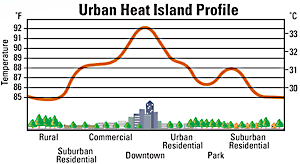 Urban Heat Island Profile
°F
°C
92
91
90
89
88
87
86
85
33
32
31
30
Temperature
Rural
Suburban
Residential
Commercial
Downtown
Urban
Residential
Park
Suburban
Residential